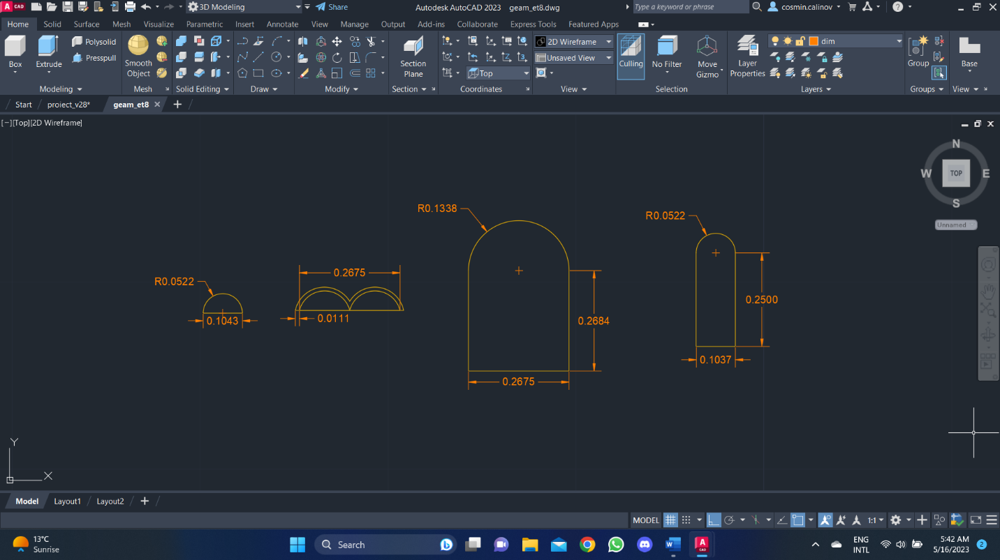 A CAD
3D Modeling
Share
Autodesk AutoCAD 2023 geam_et8.dwg
Type a keyword or phrase
cosmin.calinov
Home Solid Surface Mesh Visualize Parametric Insert Annotate View Manage Output Add-ins Collaborate Express Tools Featured Apps
Box
Extrude
Polysolid
Presspull
Modeling
Smooth
Object
Mesh
Solid Editing
Draw
Modify
Section
Plane
Section
Top
Coordinates
2D Wireframe
Unsaved View
View
Culling
No Filter
Move
Gizmo
Selection
Layer
Properties
dim
Layers
Group
Groups
Base
View
Start proiect_v28* geam_et8
[−][Top][2D Wireframe]
N
W TOP E
S
Unnamed
R0.1338
R0.0522
0.2675
R0.0522
0.1043
0.0111
0.2500
0.2684
0.1037
0.2675
Y
X
Model Layout1 Layout2
MODEL
1:1
13°C
Sunrise
Search
ENG
INTL
5:42 AM
5/16/2023
2